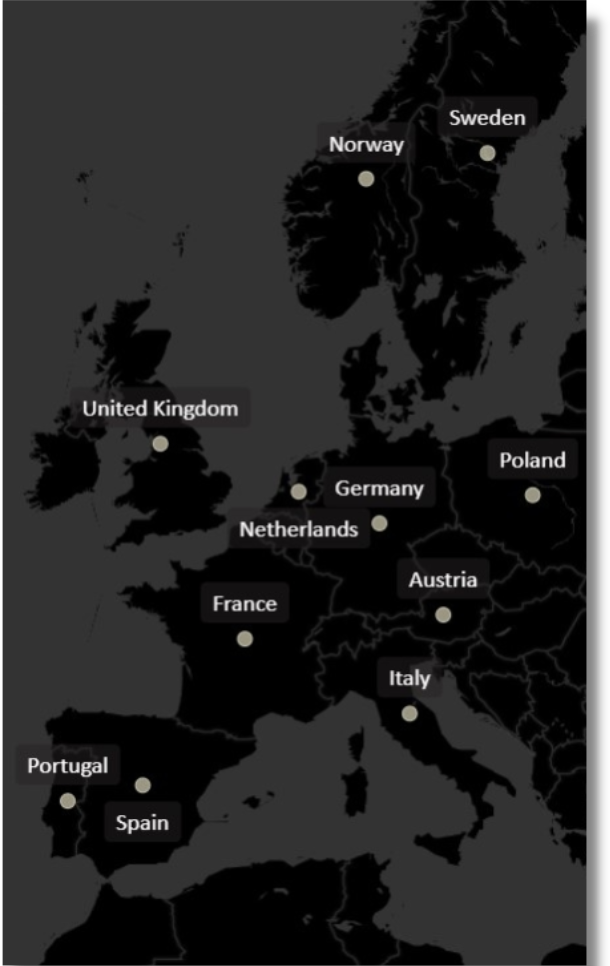 Sweden
Norway
United Kingdom
Poland
Germany
Netherlands
Austria
France
Italy
Portugal
Spain